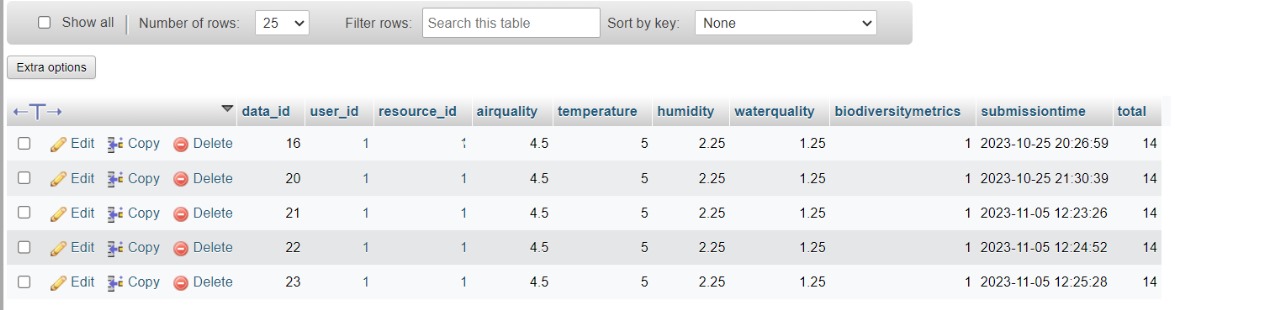 Show all Number of rows: 25 Filter rows: Search this table Sort by key: None
Extra options
data_id user_id resource_id airquality temperature humidity waterquality biodiversitymetrics submissiontime total
Edit Copy Delete 16 1 1 4.5 5 2.25 1.25 1 2023-10-25 20:26:59 14
Edit Copy Delete 20 1 1 4.5 5 2.25 1.25 1 2023-10-25 21:30:39 14
Edit Copy Delete 21 1 1 4.5 5 2.25 1.25 1 2023-11-05 12:23:26 14
Edit Copy Delete 22 1 1 4.5 5 2.25 1.25 1 2023-11-05 12:24:52 14
Edit Copy Delete 23 1 1 4.5 5 2.25 1.25 1 2023-11-05 12:25:28 14